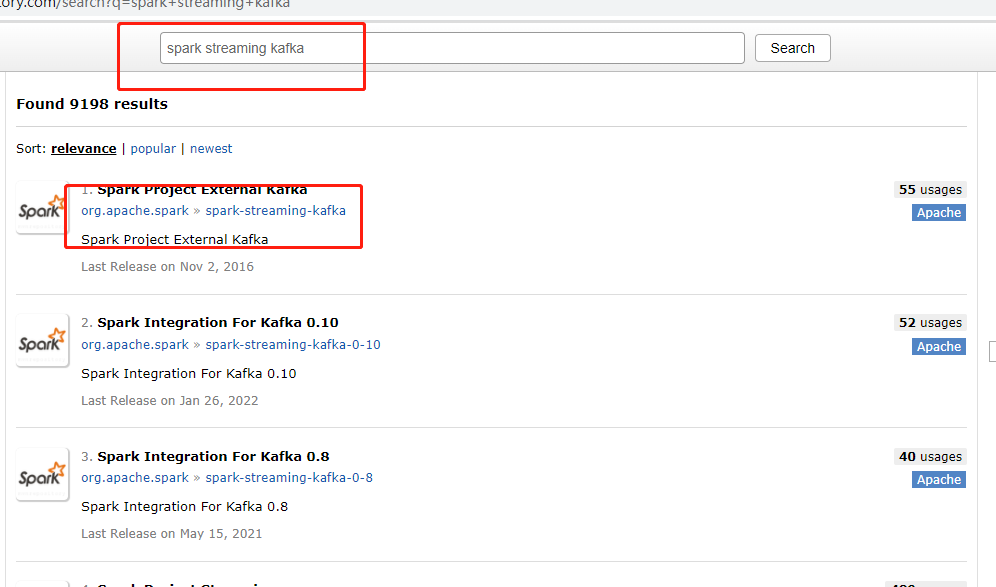 tory.com/search?q=spark+streaming+kafka
spark streaming kafka
Search
Found 9198 results
Sort: relevance | popular | newest
Spark
1. Spark Project External Kafka
55 usages
org.apache.spark » spark-streaming-kafka
Apache
Spark Project External Kafka
Last Release on Nov 2, 2016
Spark
2. Spark Integration For Kafka 0.10
52 usages
org.apache.spark » spark-streaming-kafka-0-10
Apache
Spark Integration For Kafka 0.10
Last Release on Jan 26, 2022
Spark
3. Spark Integration For Kafka 0.8
40 usages
org.apache.spark » spark-streaming-kafka-0-8
Apache
Spark Integration For Kafka 0.8
Last Release on May 15, 2021
Spark Project